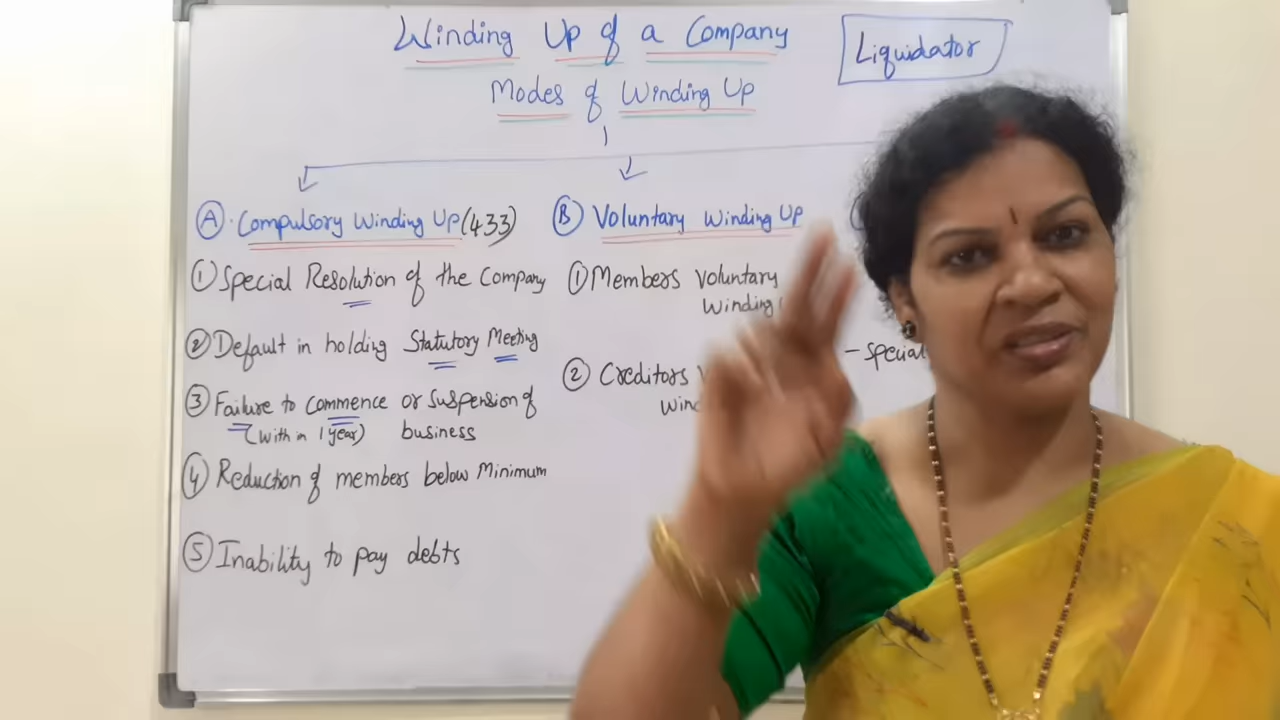 Winding Up of a Company
Liquidator
Modes of Winding Up
A. Compulsory Winding Up (433)
1 Special Resolution of the Company
2 Default in holding Statutory Meeting
3 Failure to commence or suspension of
(with in 1 year) business
4 Reduction of members below Minimum
5 Inability to pay debts
B Voluntary Winding Up
1 Members Voluntary
Winding
2 Creditors
- Special